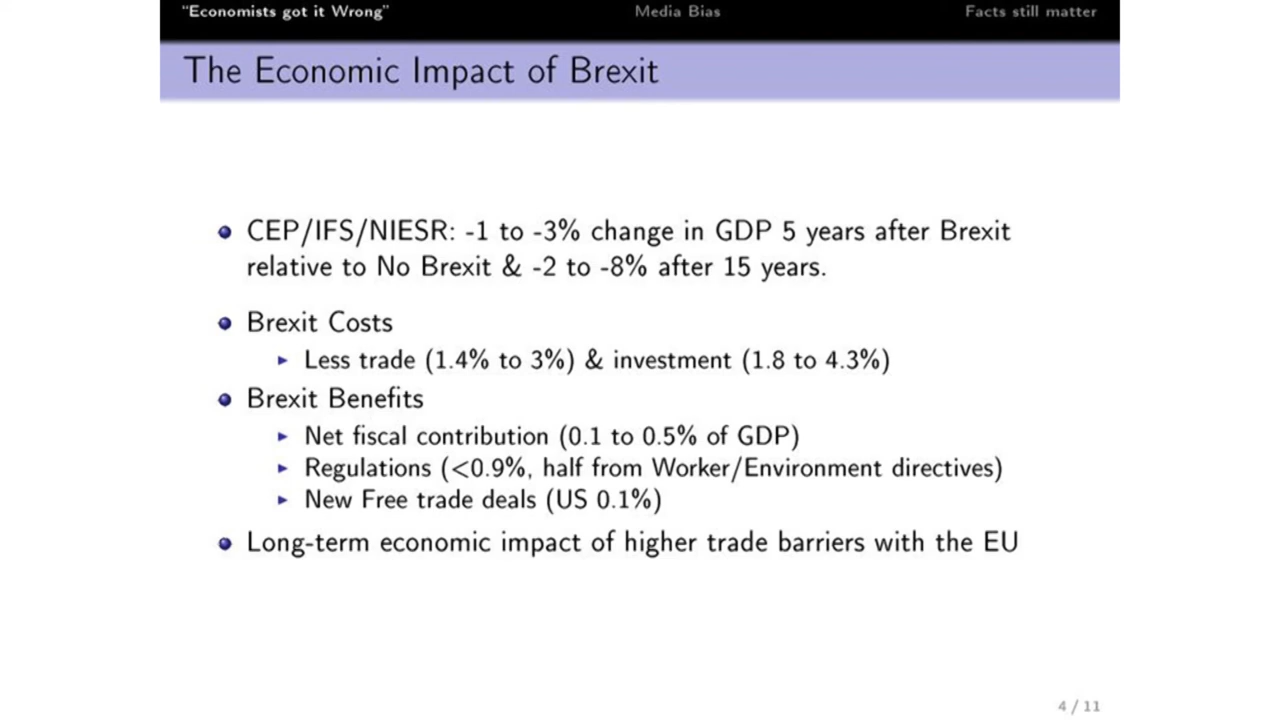 “Economists got it Wrong” Media Bias Facts still matter
The Economic Impact of Brexit
CEP/IFS/NIESR: -1 to -3% change in GDP 5 years after Brexit
relative to No Brexit & -2 to -8% after 15 years.
Brexit Costs
Less trade (1.4% to 3%) & investment (1.8 to 4.3%)
Brexit Benefits
Net fiscal contribution (0.1 to 0.5% of GDP)
Regulations (<0.9%, half from Worker/Environment directives)
New Free trade deals (US 0.1%)
Long-term economic impact of higher trade barriers with the EU
4 / 11